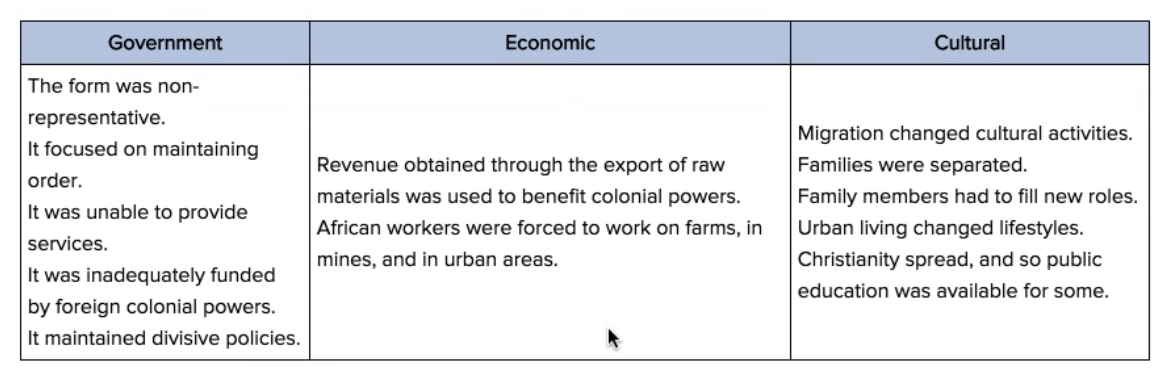 Government
Economic
Cultural
The form was non-
representative.
It focused on maintaining
order.
It was unable to provide
services.
It was inadequately funded
by foreign colonial powers.
It maintained divisive policies.
Revenue obtained through the export of raw
materials was used to benefit colonial powers.
African workers were forced to work on farms, in
mines, and in urban areas.
Migration changed cultural activities.
Families were separated.
Family members had to fill new roles.
Urban living changed lifestyles.
Christianity spread, and so public
education was available for some.